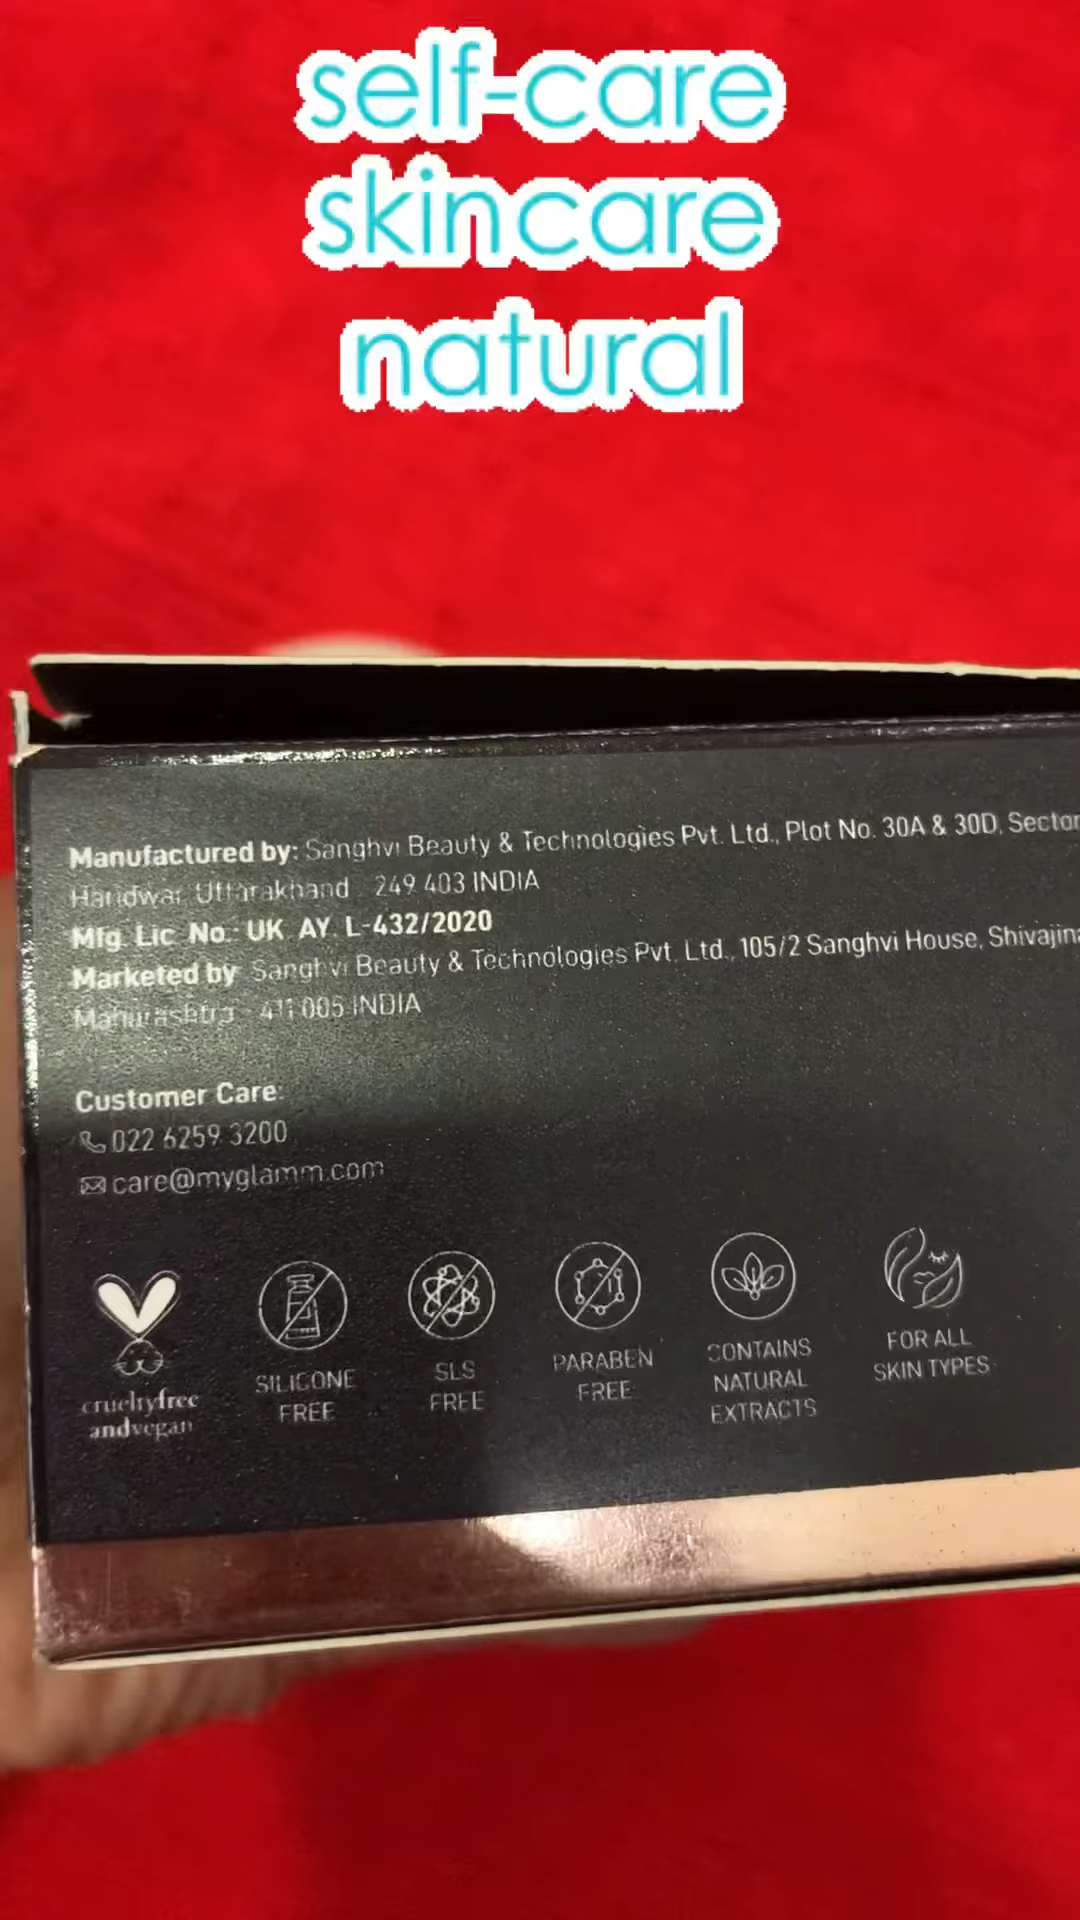 self-care
skincare
natural
Manufactured by: Sanghvi Beauty & Technologies Pvt. Ltd., Plot No. 30A & 30D, Sector
Haridwar, Uttarakhand - 249 403 INDIA
Mfg. Lic. No.: UK. AY. L-432/2020
Marketed by: Sanghvi Beauty & Technologies Pvt. Ltd., 105/2 Sanghvi House, Shivajina
Maharashtra - 411 005 INDIA
Customer Care:
022 6259 3200
care@myglamm.com
crueltyfree
andvegan
SILICONE
FREE
SLS
FREE
PARABEN
FREE
CONTAINS
NATURAL
EXTRACTS
FOR ALL
SKIN TYPES